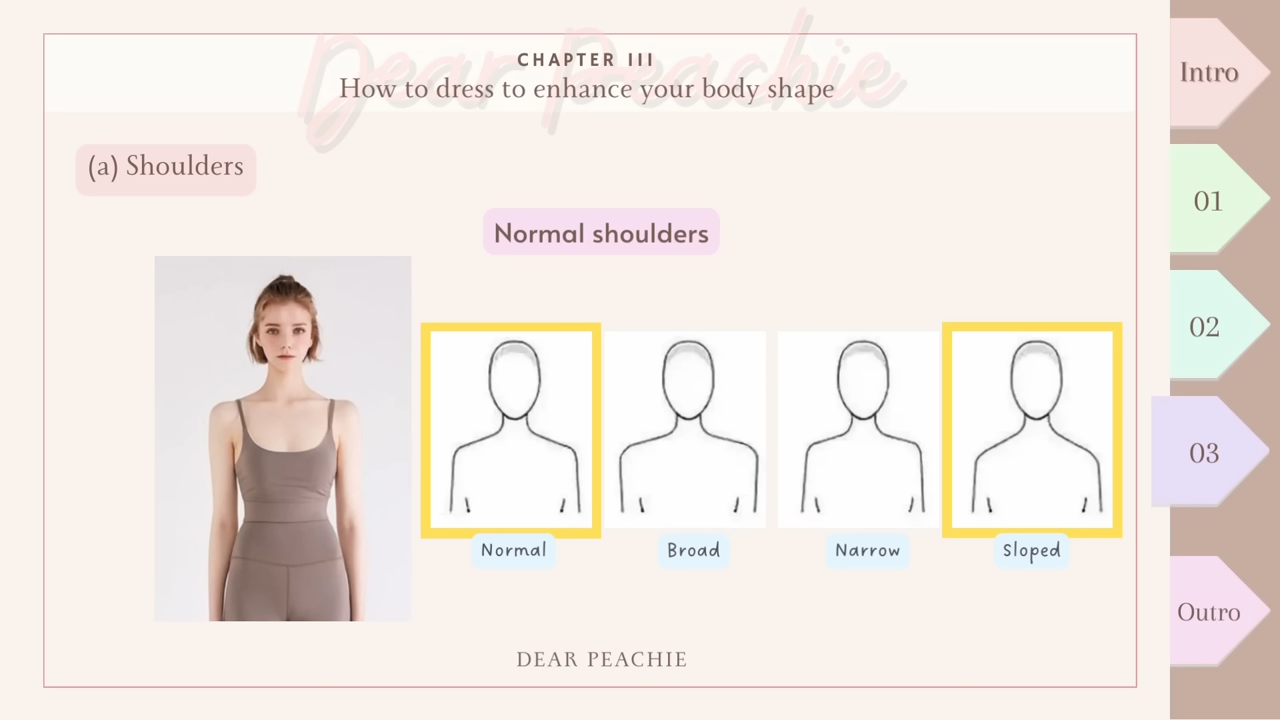 Dear Peachie
CHAPTER III
How to dress to enhance your body shape
(a) Shoulders
Normal shoulders
Normal
Broad
Narrow
Sloped
DEAR PEACHIE
Intro
01
02
03
Outro